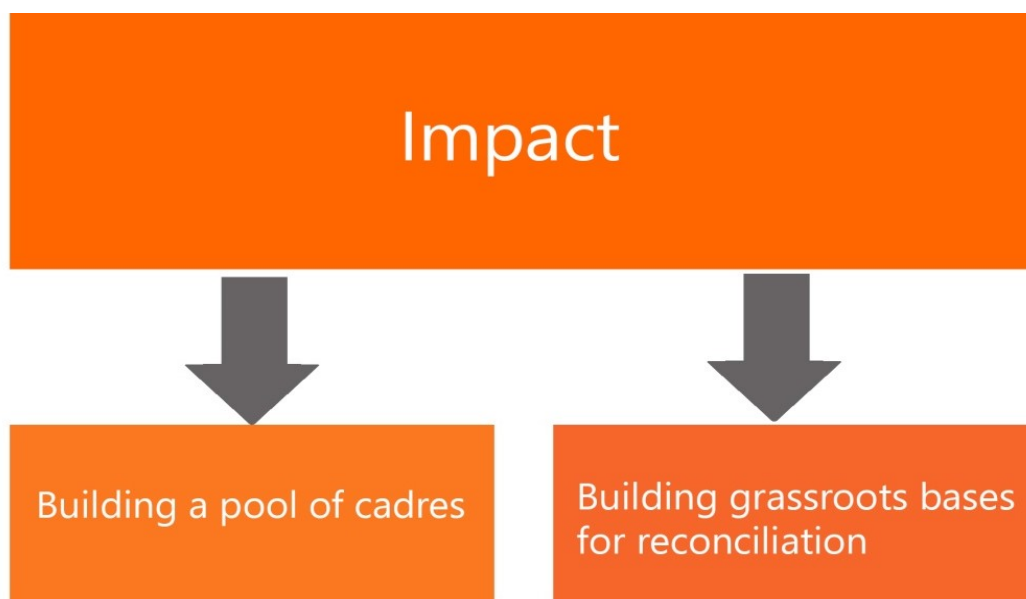 Impact
Building a pool of cadres
Building grassroots bases
for reconciliation